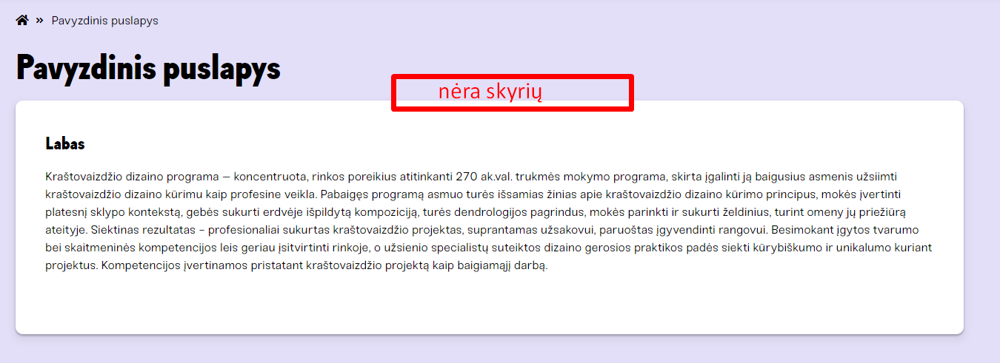 » Pavyzdinis puslapys
Pavyzdinis puslapys
nėra skyrių
Labas
Kraštovaizdžio dizaino programa – koncentruota, rinkos poreikius atitinkanti 270 ak.val. trukmės mokymo programa, skirta įgalinti ją baigusius asmenis užsiimti
kraštovaizdžio dizaino kūrimu kaip profesine veikla. Pabaigęs programą asmuo turės išsamias žinias apie kraštovaizdžio dizaino kūrimo principus, mokės įvertinti
platesnį sklypo kontekstą, gebės sukurti erdvėje išpildytą kompoziciją, turės dendrologijos pagrindus, mokės parinkti ir sukurti želdinius, turint omeny jų priežiūrą
ateityje. Siektinas rezultatas – profesionaliai sukurtas kraštovaizdžio projektas, suprantamas užsakovui, paruoštas įgyvendinti rangovui. Besimokant įgytos tvarumo
bei skaitmeninės kompetencijos leis geriau įsitvirtinti rinkoje, o užsienio specialistų suteiktos dizaino gerosios praktikos padės siekti kūrybiškumo ir unikalumo kuriant
projektus. Kompetencijos įvertinamos pristatant kraštovaizdžio projektą kaip baigiamąjį darbą.